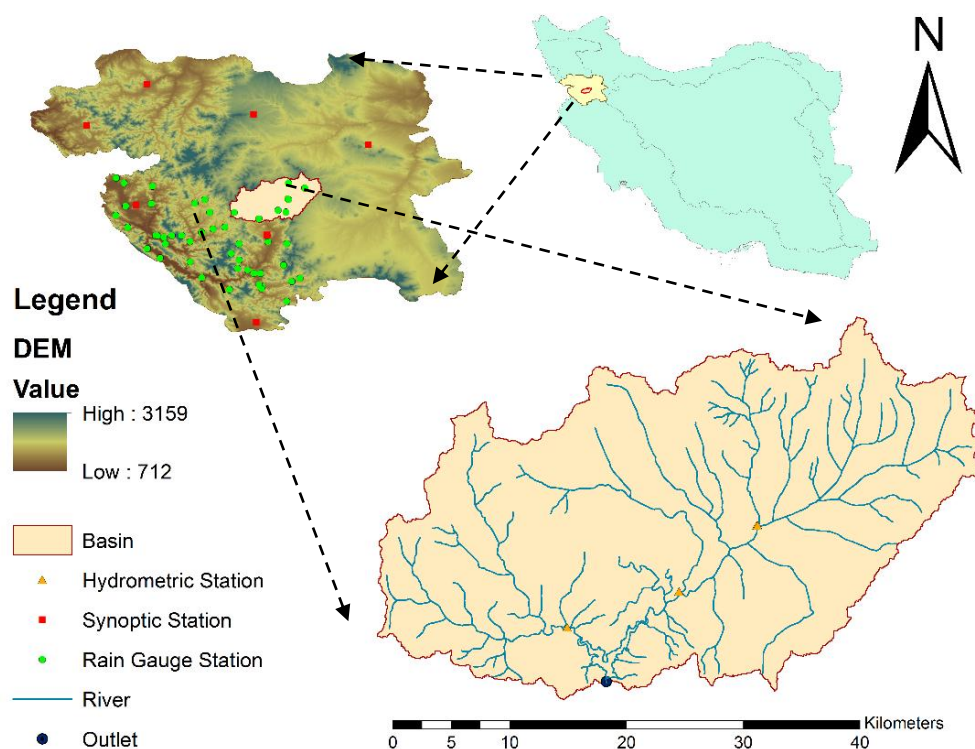 N
Legend
DEM
Value
High : 3159
Low : 712
Basin
Hydrometric Station
Synoptic Station
Rain Gauge Station
River
Outlet
Kilometers
0 5 10 20 30 40